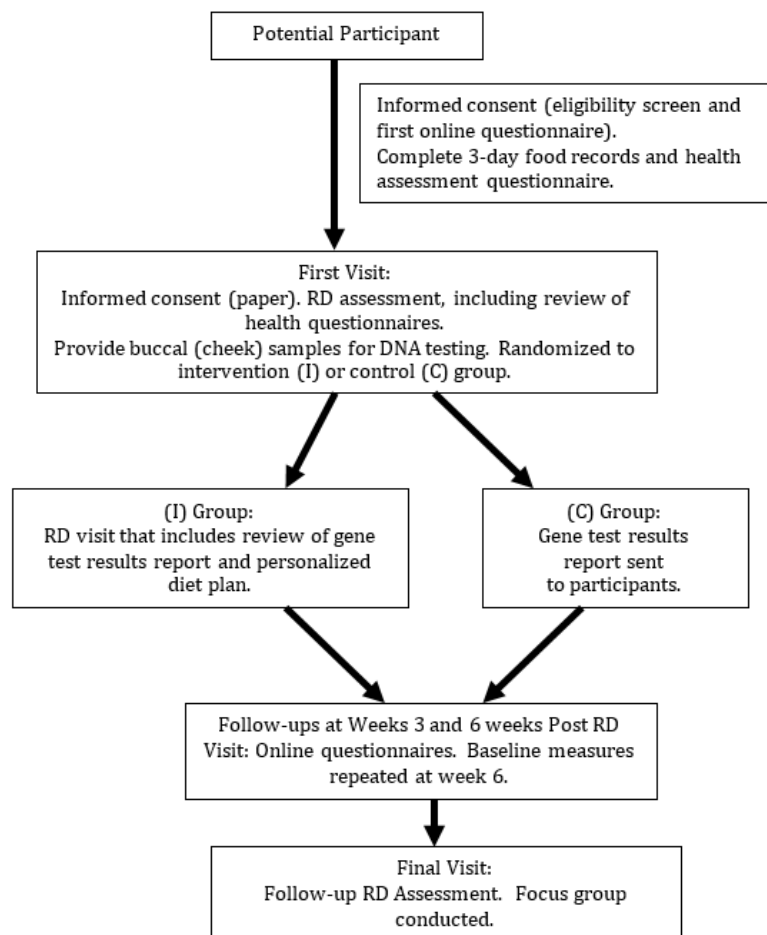 Potential Participant
Informed consent (eligibility screen and
first online questionnaire).
Complete 3-day food records and health
assessment questionnaire.
First Visit:
Informed consent (paper). RD assessment, including review of
health questionnaires.
Provide buccal (cheek) samples for DNA testing. Randomized to
intervention (I) or control (C) group.
(I) Group:
RD visit that includes review of gene
test results report and personalized
diet plan.
(C) Group:
Gene test results
report sent
to participants.
Follow-ups at Weeks 3 and 6 weeks Post RD
Visit: Online questionnaires. Baseline measures
repeated at week 6.
Final Visit:
Follow-up RD Assessment. Focus group
conducted.